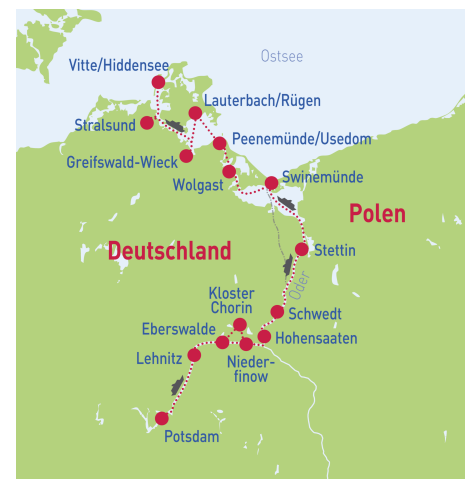 Ostsee
Vitte/Hiddensee
Lauterbach/Rügen
Stralsund
Peenemünde/Usedom
Greifswald-Wieck
Wolgast
Swinemünde
Polen
Deutschland
Stettin
Oder
Kloster
Chorin
Schwedt
Eberswalde
Hohensaaten
Lehnitz
Nieder-
finow
Potsdam